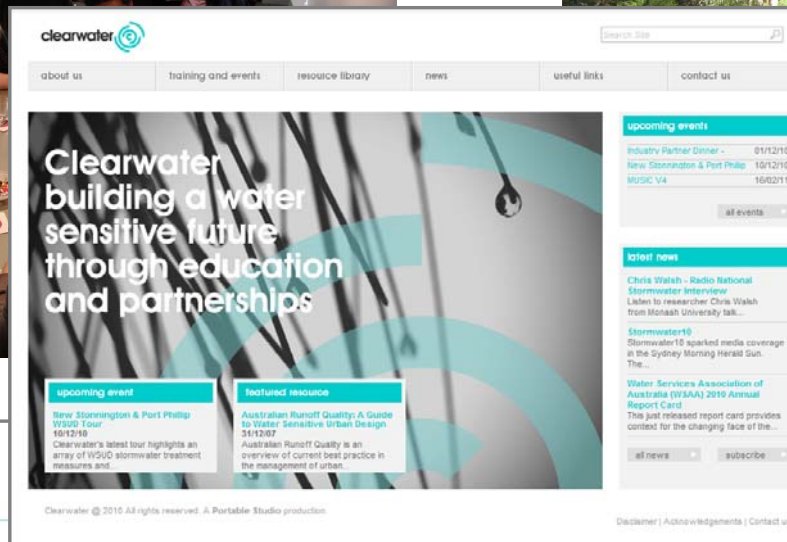 clearwater
Search Site
about us
training and events
resource library
news
useful links
contact us
Clearwater
building a water
sensitive future
through education
and partnerships
upcoming event
New Stonnington & Port Phillip
WSUD Tour
10/12/10
Clearwater's latest tour highlights an
array of WSUD stormwater treatment
measures and...
featured resource
Australian Runoff Quality: A Guide
to Water Sensitive Urban Design
31/12/07
Australian Runoff Quality is an
overview of current best practice in
the management of urban...
upcoming events
Industry Partner Dinner - 01/12/10
New Stonnington & Port Philip 10/12/10
MUSIC V4 16/02/11
all events
latest news
Chris Walsh - Radio National
Stormwater Interview
Listen to researcher Chris Walsh
from Monash University talk...
Stormwater10
Stormwater10 sparked media coverage
in the Sydney Morning Herald Sun.
The...
Water Services Association of
Australia (WSAA) 2010 Annual
Report Card
This just released report card provides
context for the changing face of the...
all news
subscribe
Clearwater @ 2010 All rights reserved. A Portable Studio production
Disclaimer | Acknowledgements | Contact us